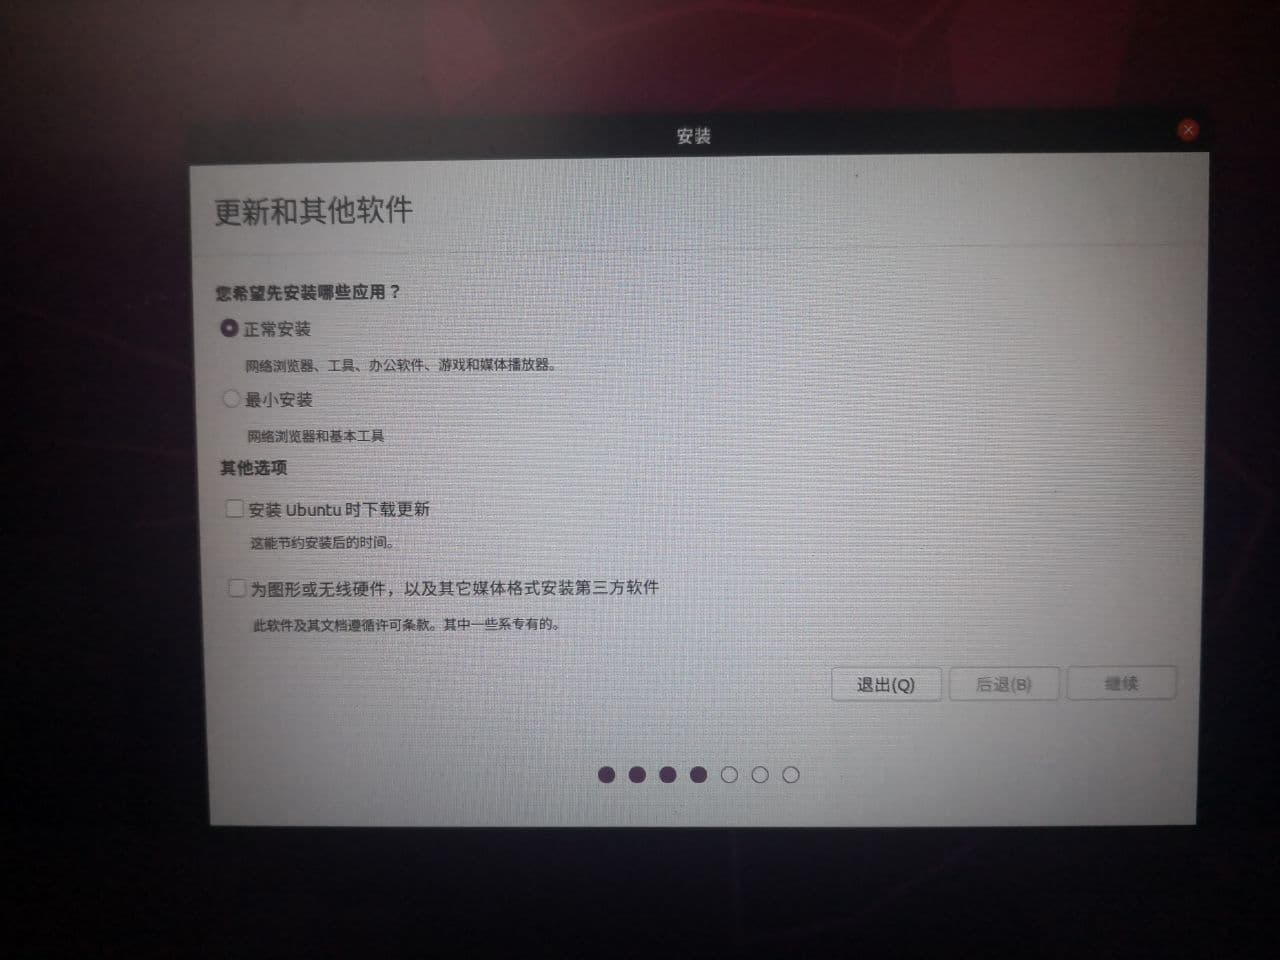 安装
更新和其他软件
您希望先安装哪些应用？
正常安装
网络浏览器、工具、办公软件、游戏和媒体播放器。
最小安装
网络浏览器和基本工具
其他选项
安装 Ubuntu 时下载更新
这能节约安装后的时间。
为图形或无线硬件，以及其它媒体格式安装第三方软件
此软件及其文档遵循许可条款。其中一些系专有的。
退出(Q) 后退(B) 继续